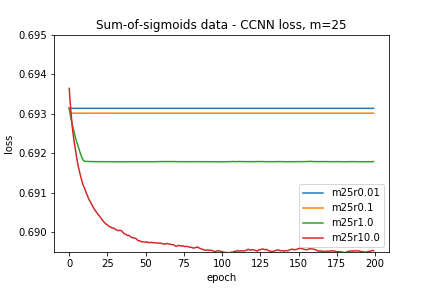 Sum-of-sigmoids data - CCNN loss, m=25
0.695
0.694
0.693
0.692
0.691
0.690
loss
m25r0.01
m25r0.1
m25r1.0
m25r10.0
0 25 50 75 100 125 150 175 200
epoch